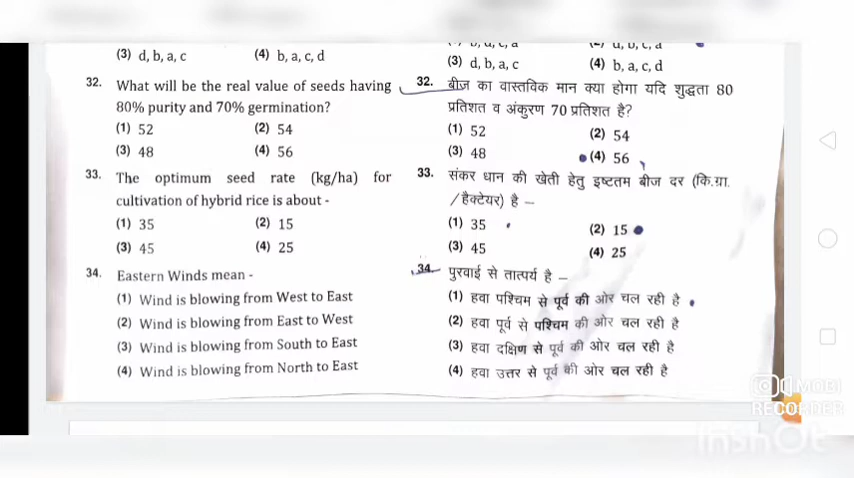 (3) d, b, a, c (4) b, a, c, d
32. What will be the real value of seeds having
80% purity and 70% germination?
(1) 52 (2) 54
(3) 48 (4) 56
33. The optimum seed rate (kg/ha) for
cultivation of hybrid rice is about -
(1) 35 (2) 15
(3) 45 (4) 25
34. Eastern Winds mean -
(1) Wind is blowing from West to East
(2) Wind is blowing from East to West
(3) Wind is blowing from South to East
(4) Wind is blowing from North to East
(3) d, b, a, c (4) b, a, c, d
32. बीज का वास्तविक मान क्या होगा यदि शुद्धता 80
प्रतिशत व अंकुरण 70 प्रतिशत है?
(1) 52 (2) 54
(3) 48 (4) 56
33. संकर धान की खेती हेतु इष्टतम बीज दर (कि.ग्रा.
/हैक्टेयर) है –
(1) 35 (2) 15
(3) 45 (4) 25
34. पुरवाई से तात्पर्य है –
(1) हवा पश्चिम से पूर्व की ओर चल रही है
(2) हवा पूर्व से पश्चिम की ओर चल रही है
(3) हवा दक्षिण से पूर्व की ओर चल रही है
(4) हवा उत्तर से पूर्व की ओर चल रही है
MOBI
RECORDER
InShOt